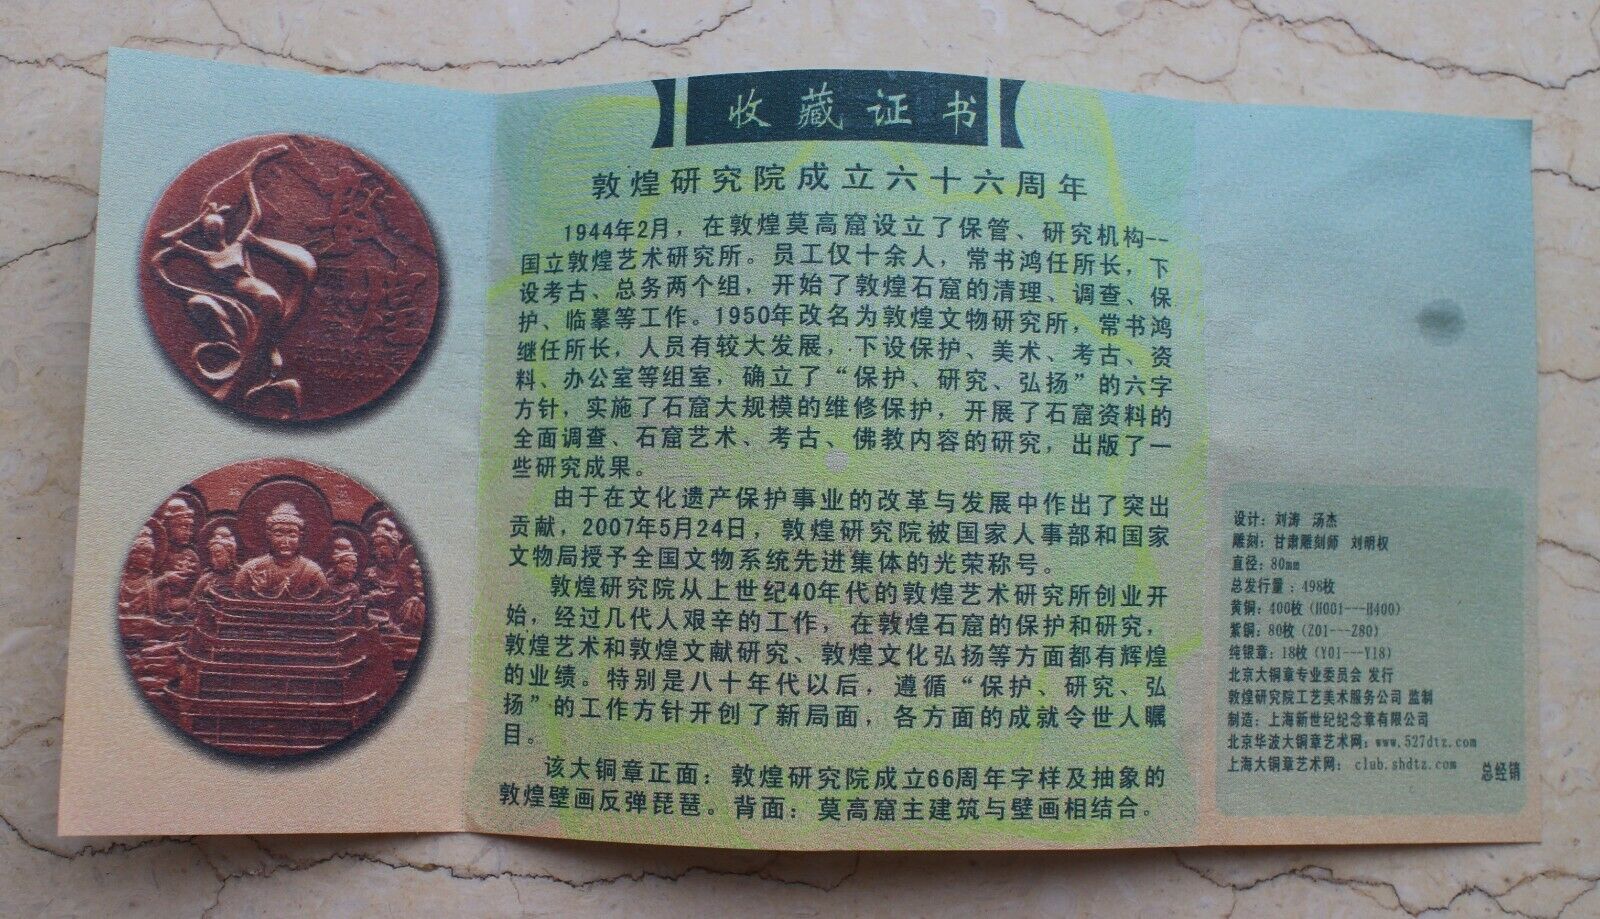 敦煌
收藏证书
敦煌研究院成立六十六周年
1944年2月，在敦煌莫高窟设立了保管、研究机构--
国立敦煌艺术研究所。员工仅十余人，常书鸿任所长，下
设考古、总务两个组，开始了敦煌石窟的清理、调查、保
护、临摹等工作。1950年改名为敦煌文物研究所，常书鸿
继任所长，人员有较大发展，下设保护、美术、考古、资
料、办公室等组室，确立了“保护、研究、弘扬”的六字
方针，实施了石窟大规模的维修保护，开展了石窟资料的
全面调查、石窟艺术、考古、佛教内容的研究，出版了一
些研究成果。
由于在文化遗产保护事业的改革与发展中作出了突出
贡献，2007年5月24日，敦煌研究院被国家人事部和国家
文物局授予全国文物系统先进集体的光荣称号。
敦煌研究院从上世纪40年代的敦煌艺术研究所创业开
始，经过几代人艰辛的工作，在敦煌石窟的保护和研究，
敦煌艺术和敦煌文献研究、敦煌文化弘扬等方面都有辉煌
的业绩。特别是八十年代以后，遵循“保护、研究、弘
扬”的工作方针开创了新局面，各方面的成就令世人瞩
目。
该大铜章正面：敦煌研究院成立66周年字样及抽象的
敦煌壁画反弹琵琶。背面：莫高窟主建筑与壁画相结合。
设计：刘涛 汤杰
雕刻：甘肃雕刻师 刘明权
直径：80mm
总发行量：498枚
黄铜：400枚（H001---H400）
紫铜：80枚（Z01---Z80）
纯银章：18枚（Y01---Y18）
北京大铜章专业委员会 发行
敦煌研究院工艺美术服务公司 监制
制造：上海新世纪纪念章有限公司
北京华波大铜章艺术网：www.527dtz.com
上海大铜章艺术网： club.shdtz.com 总经销